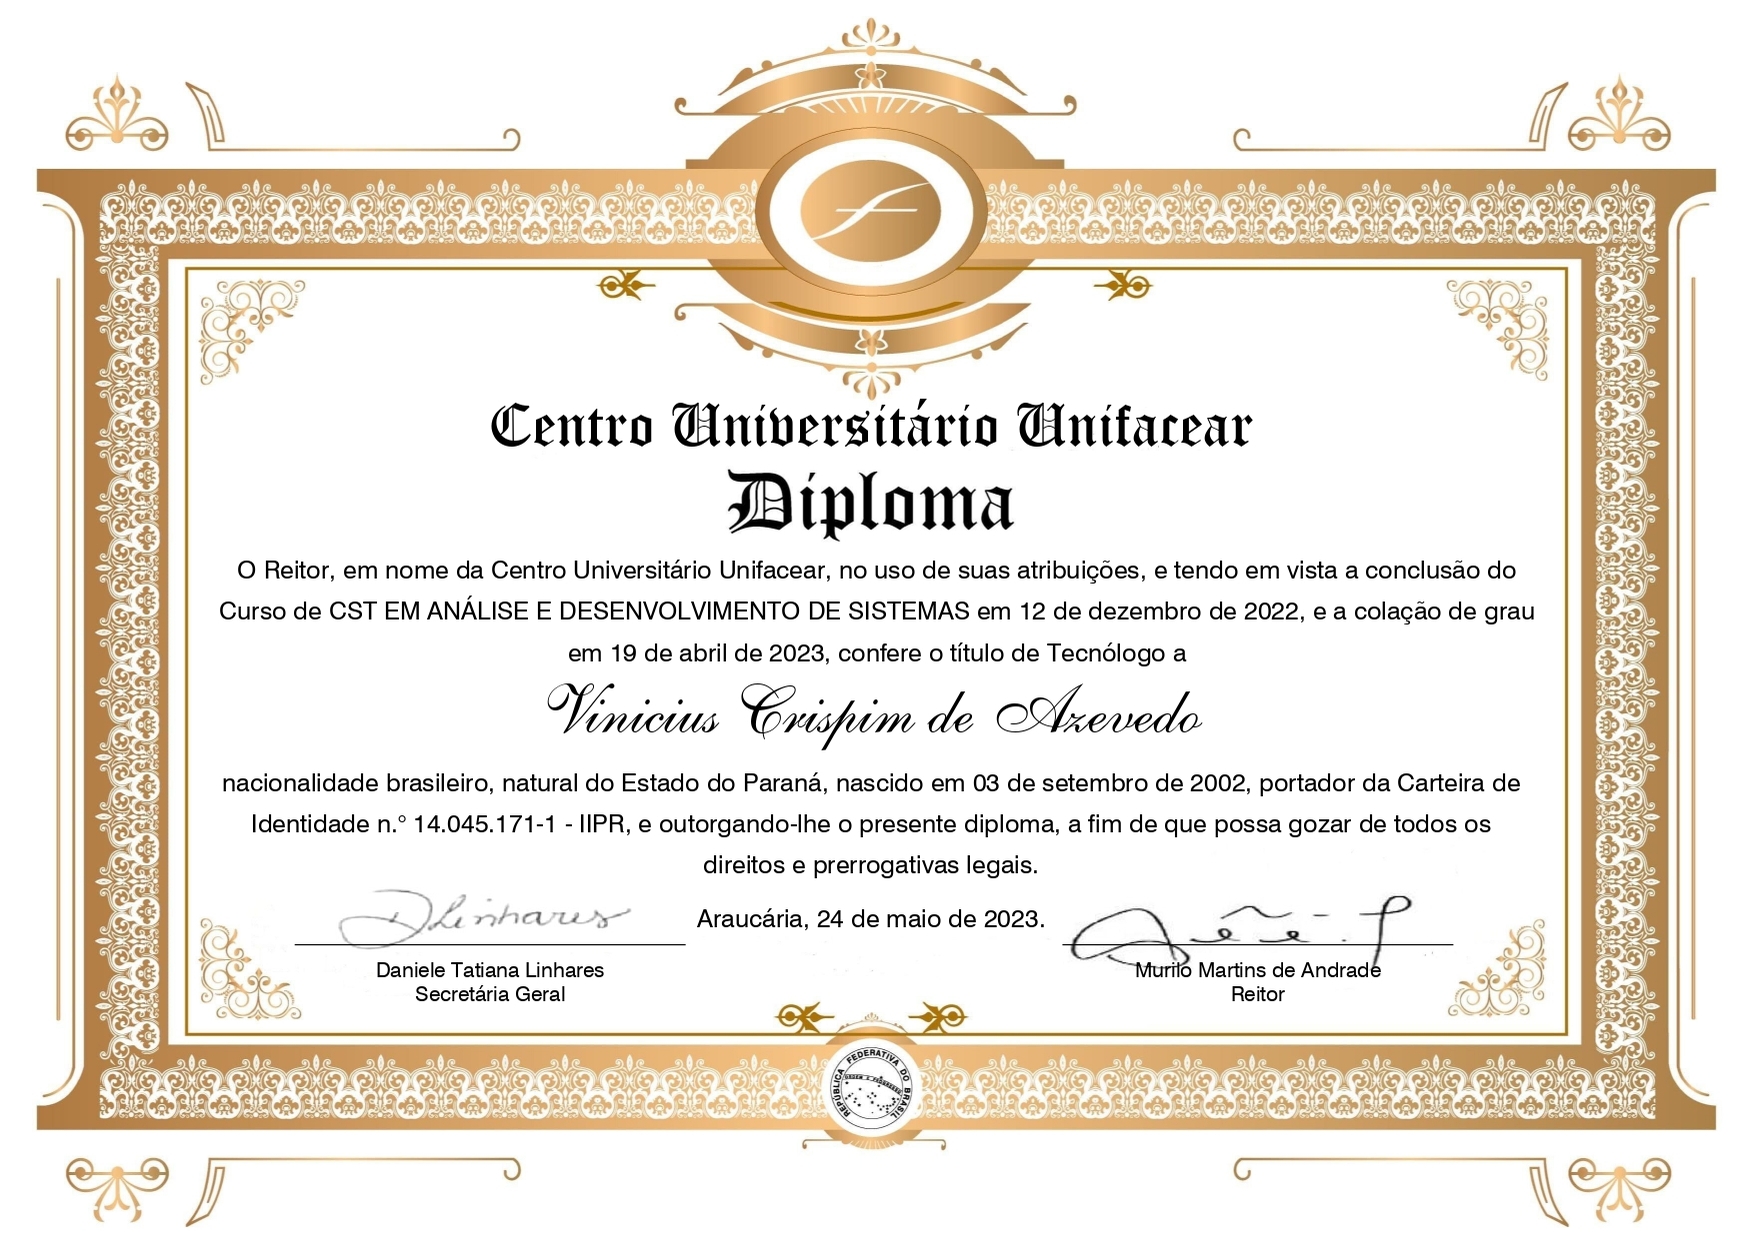 Centro Universitário Unifacear
Diploma
O Reitor, em nome da Centro Universitário Unifacear, no uso de suas atribuições, e tendo em vista a conclusão do
Curso de CST EM ANÁLISE E DESENVOLVIMENTO DE SISTEMAS em 12 de dezembro de 2022, e a colação de grau
em 19 de abril de 2023, confere o título de Tecnólogo a
Vinicius Crispim de Azevedo
nacionalidade brasileiro, natural do Estado do Paraná, nascido em 03 de setembro de 2002, portador da Carteira de
Identidade n.° 14.045.171-1 - IIPR, e outorgando-lhe o presente diploma, a fim de que possa gozar de todos os
direitos e prerrogativas legais.
DLinhares
Araucária, 24 de maio de 2023.
Daniele Tatiana Linhares
Secretária Geral
Murilo Martins de Andrade
Reitor
REPÚBLICA FEDERATIVA DO BRASIL
ORDEM E PROGRESSO